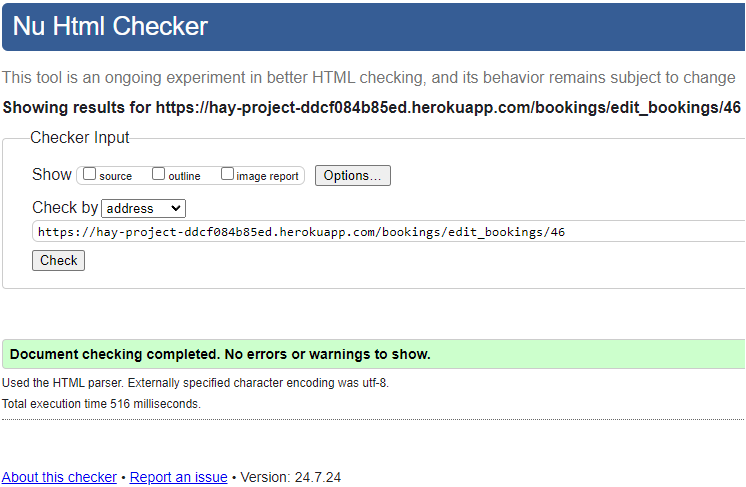 Nu Html Checker
This tool is an ongoing experiment in better HTML checking, and its behavior remains subject to change
Showing results for https://hay-project-ddcf084b85ed.herokuapp.com/bookings/edit_bookings/46
Checker Input
Show source outline image report Options...
Check by address
https://hay-project-ddcf084b85ed.herokuapp.com/bookings/edit_bookings/46
Check
Document checking completed. No errors or warnings to show.
Used the HTML parser. Externally specified character encoding was utf-8.
Total execution time 516 milliseconds.
About this checker • Report an issue • Version: 24.7.24